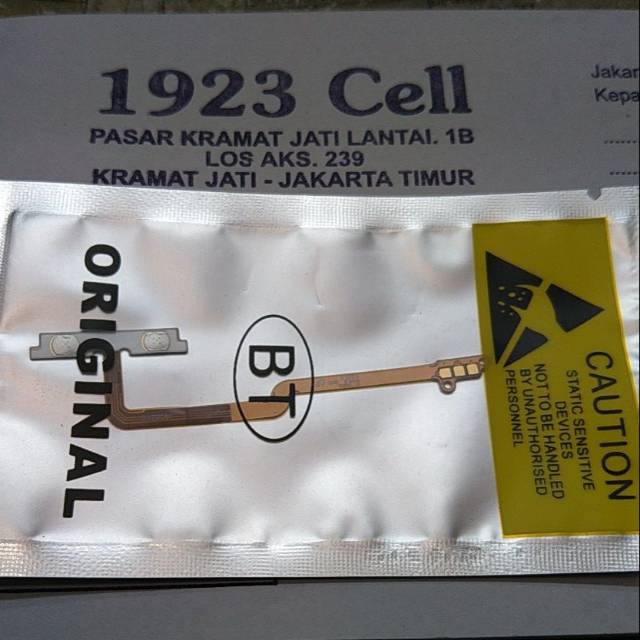 1923 Cell
PASAR KRAMAT JATI LANTAI. 1B
LOS AKS. 239
KRAMAT JATI - JAKARTA TIMUR
Jakar
Kepa
ORIGINAL
BT
CAUTION
STATIC SENSITIVE
DEVICES
NOT TO BE HANDLED
BY UNAUTHORISED
PERSONNEL